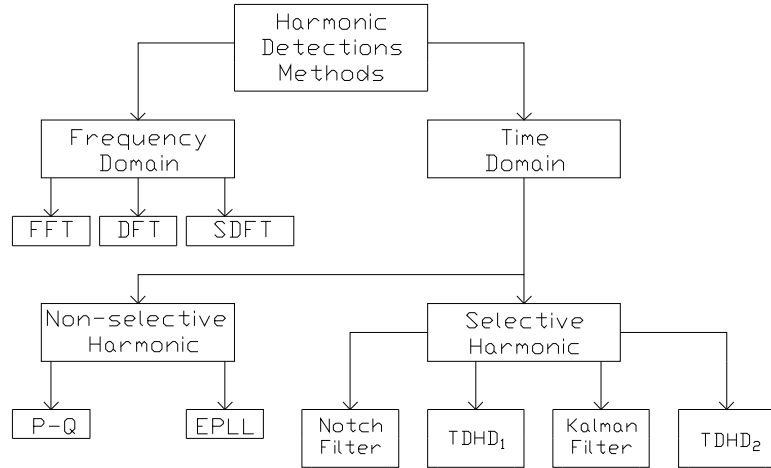 Harmonic
Detections
Methods
Frequency
Domain
Time
Domain
FFT
DFT
SDFT
Non-selective
Harmonic
Selective
Harmonic
P-Q
EPLL
Notch
Filter
TDHD₁
Kalman
Filter
TDHD₂